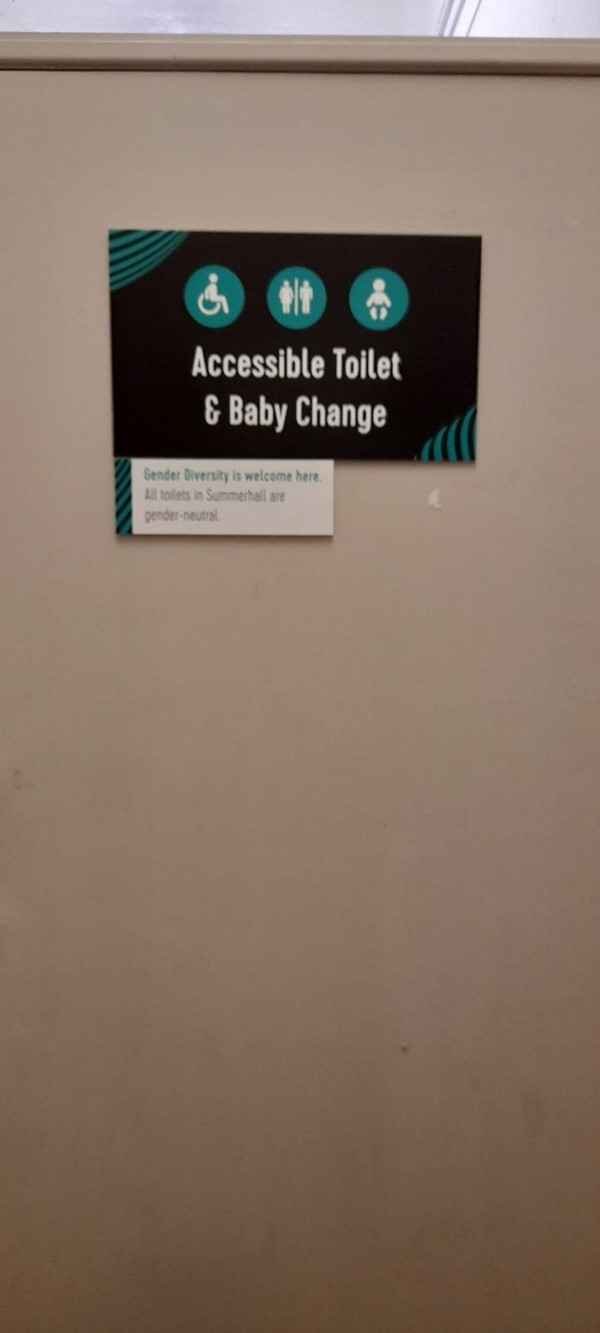 Accessible Toilet
& Baby Change
Gender Diversity is welcome here.
All toilets in Summerhall are
gender-neutral.